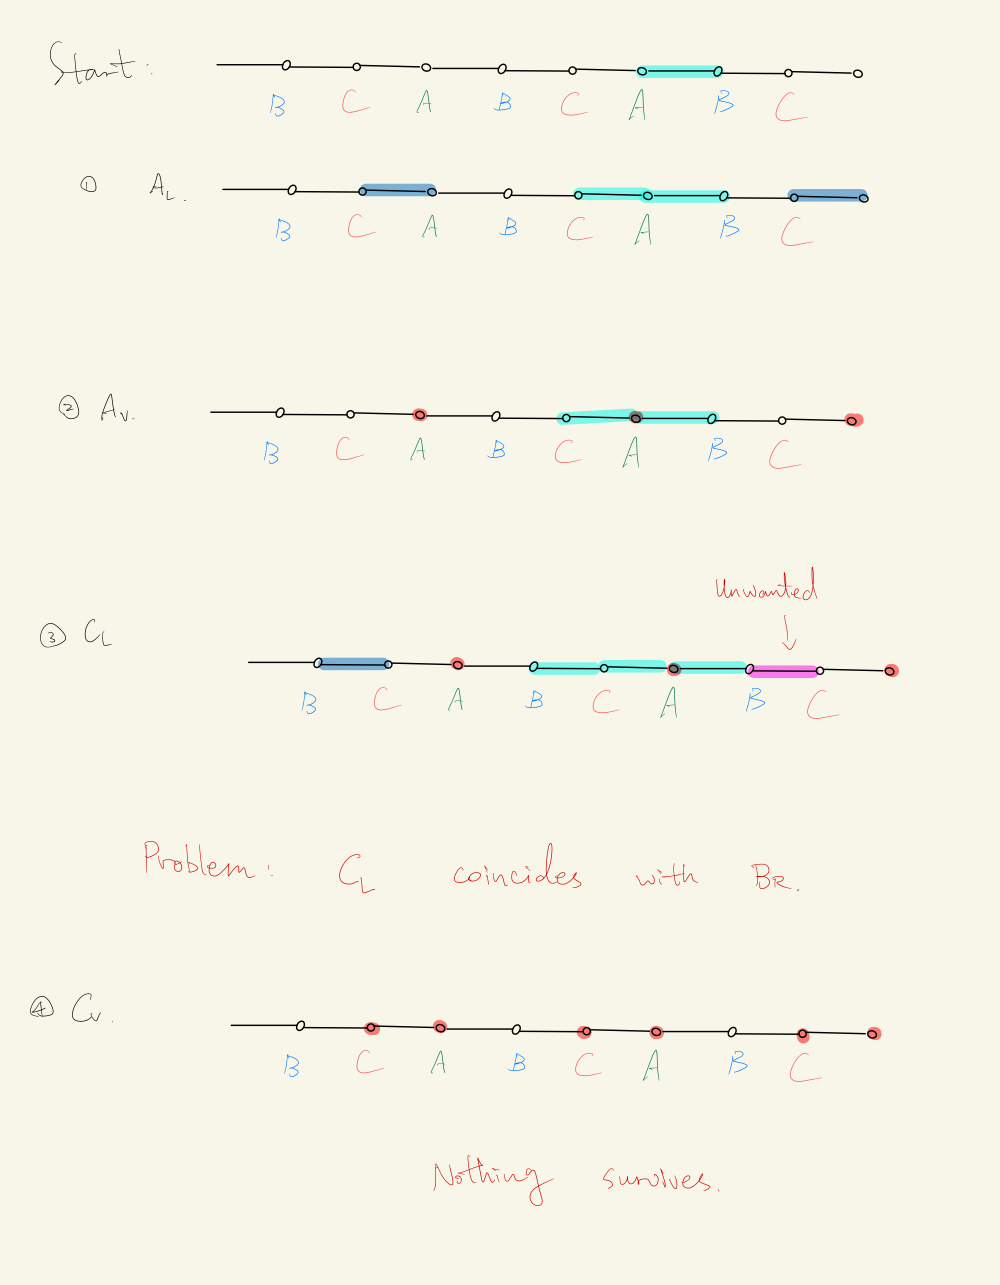 Start:
B C A B C A B C
① A_L.
B C A B C A B C
② A_V.
B C A B C A B C
Unwanted
③ C_L
B C A B C A B C
Problem: C_L coincides with B_R.
④ C_V.
B C A B C A B C
Nothing survives.